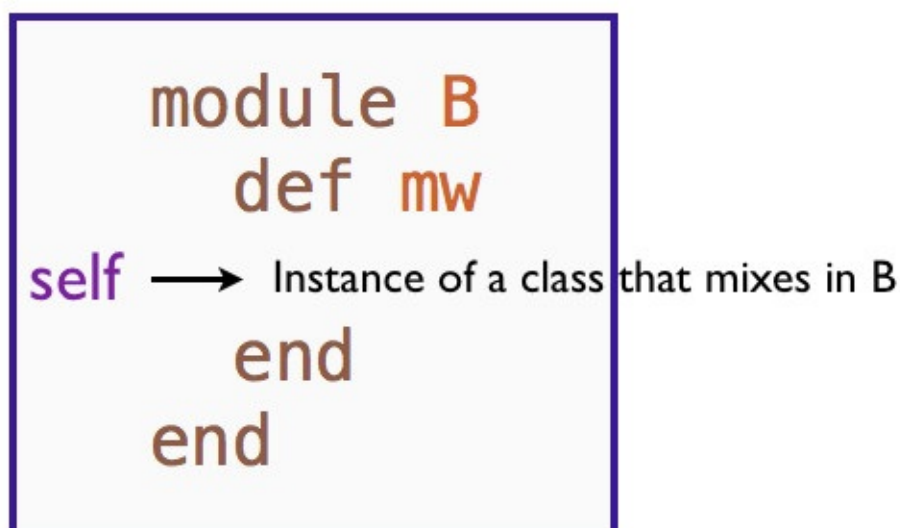 module B
def mw
self → Instance of a class that mixes in B
end
end